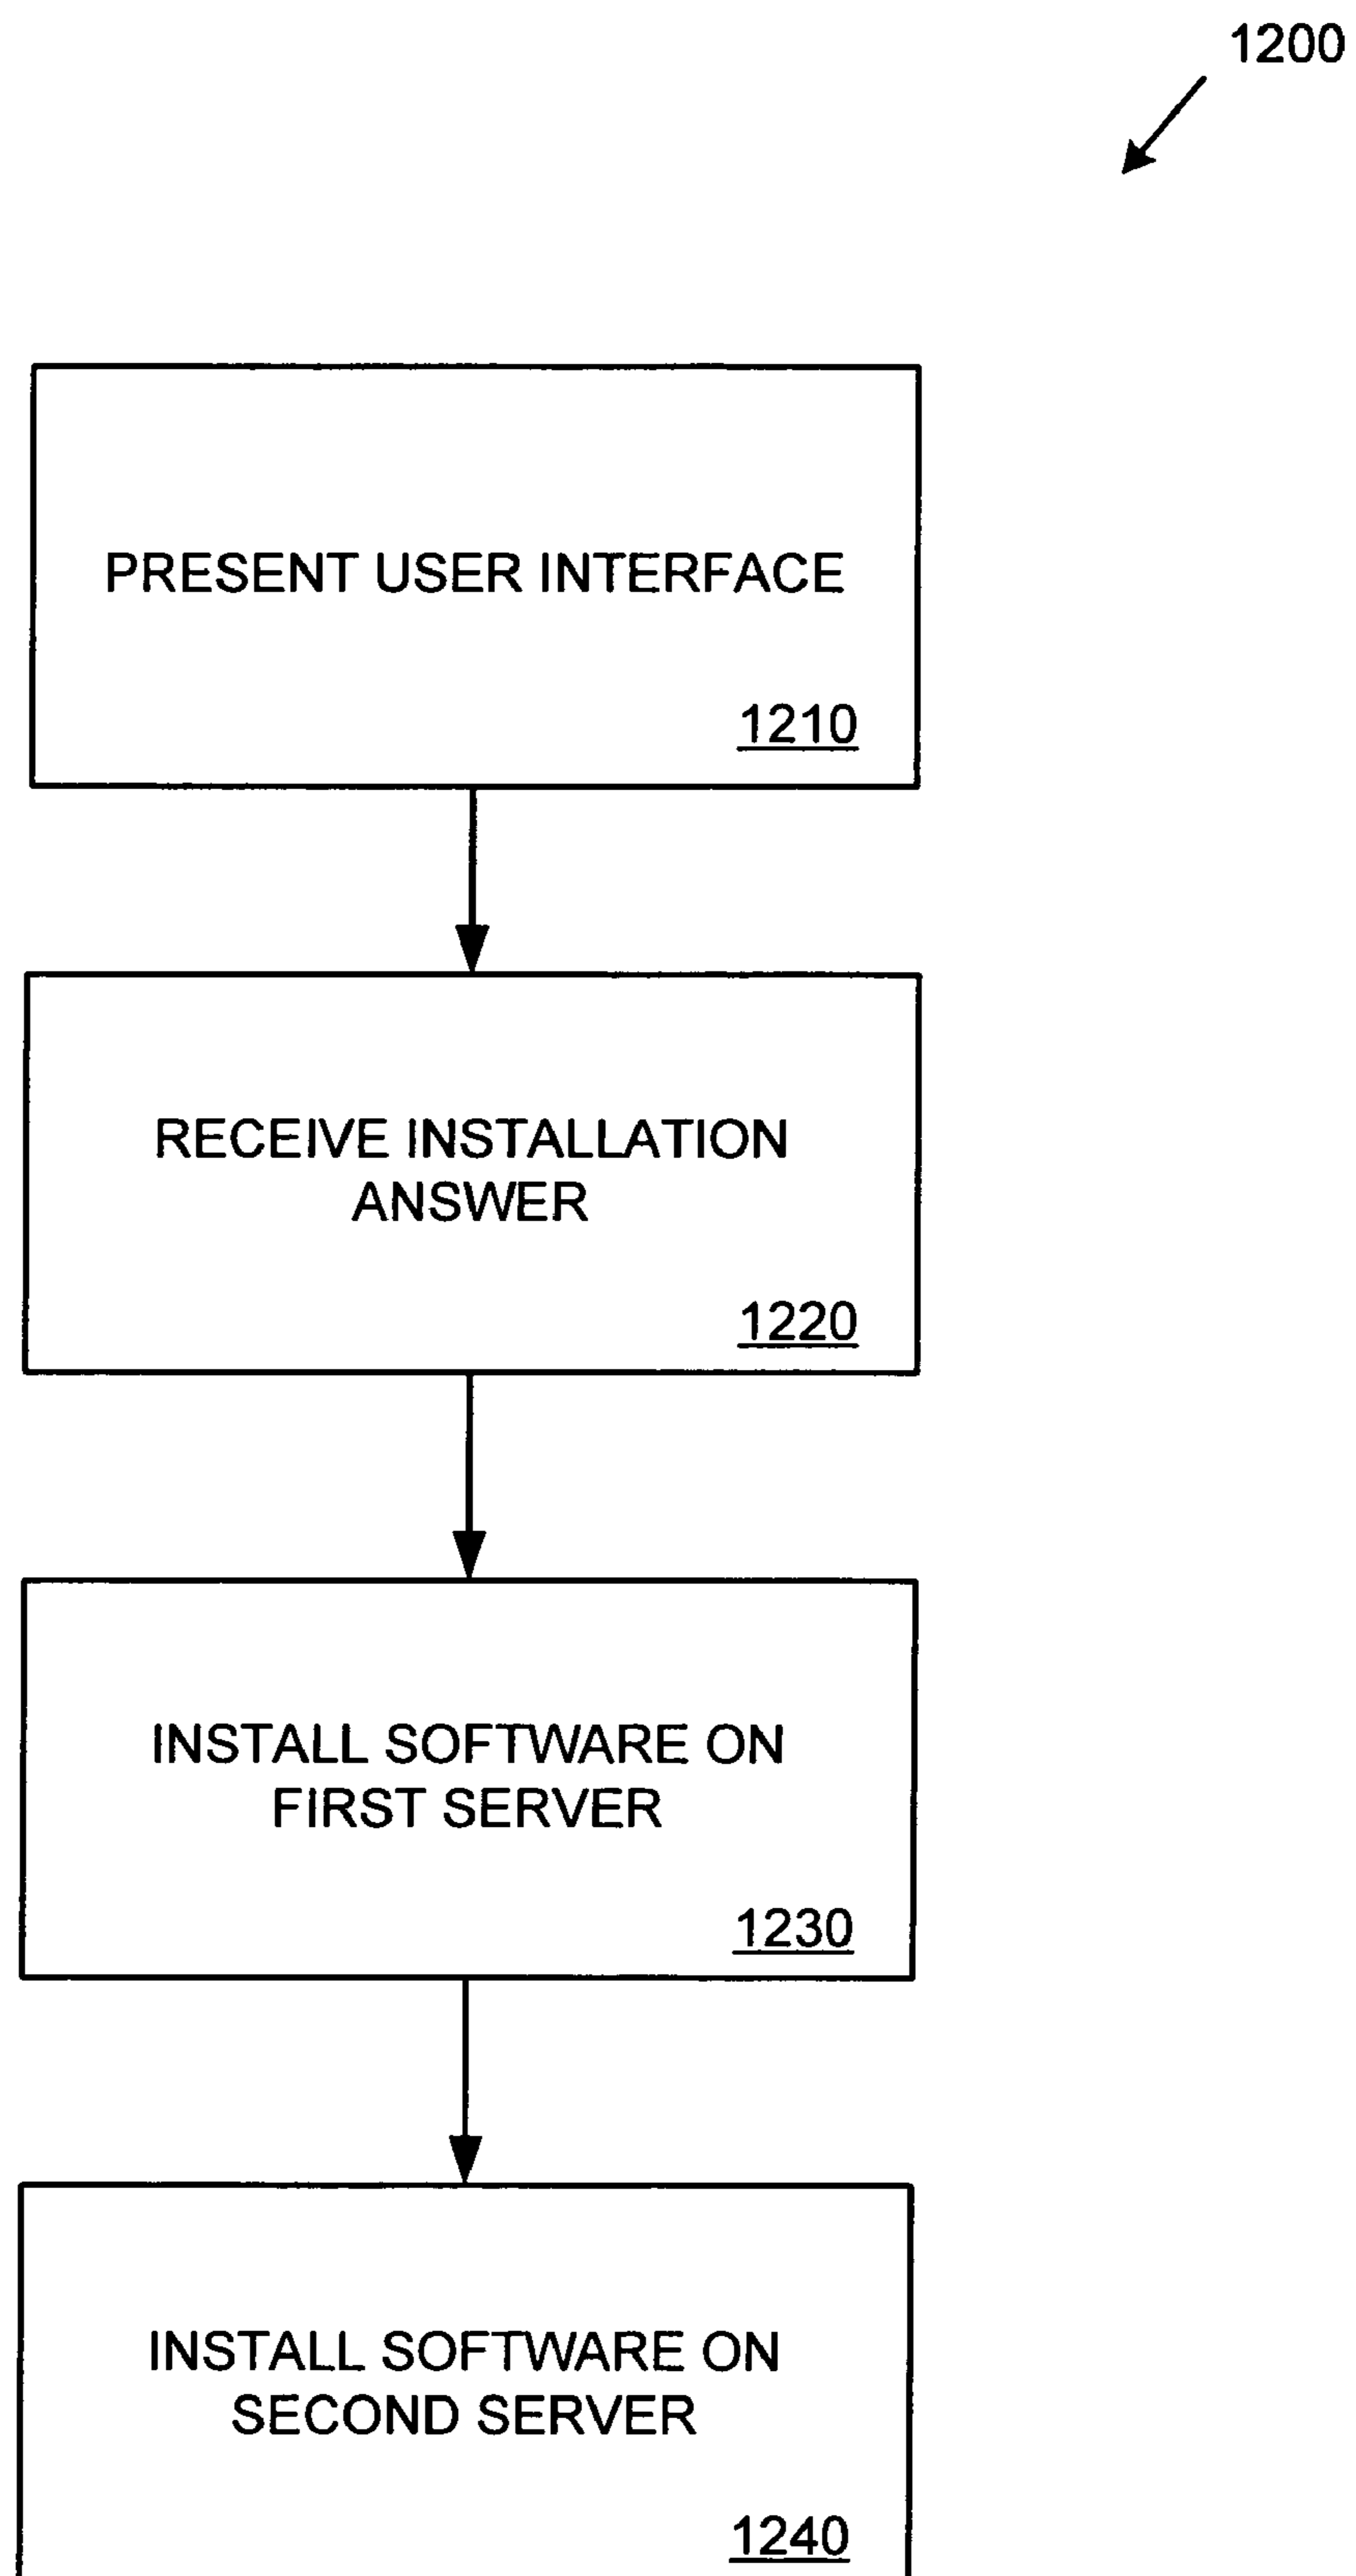 1200
PRESENT USER INTERFACE
1210
RECEIVE INSTALLATION
ANSWER
1220
INSTALL SOFTWARE ON
FIRST SERVER
1230
INSTALL SOFTWARE ON
SECOND SERVER
1240